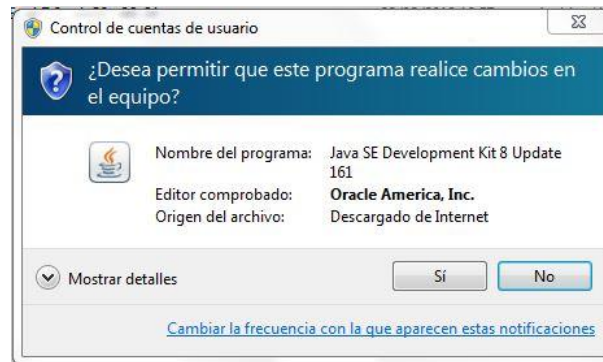 Control de cuentas de usuario
¿Desea permitir que este programa realice cambios en
el equipo?
Nombre del programa: Java SE Development Kit 8 Update
161
Editor comprobado: Oracle America, Inc.
Origen del archivo: Descargado de Internet
Mostrar detalles Sí No
Cambiar la frecuencia con la que aparecen estas notificaciones